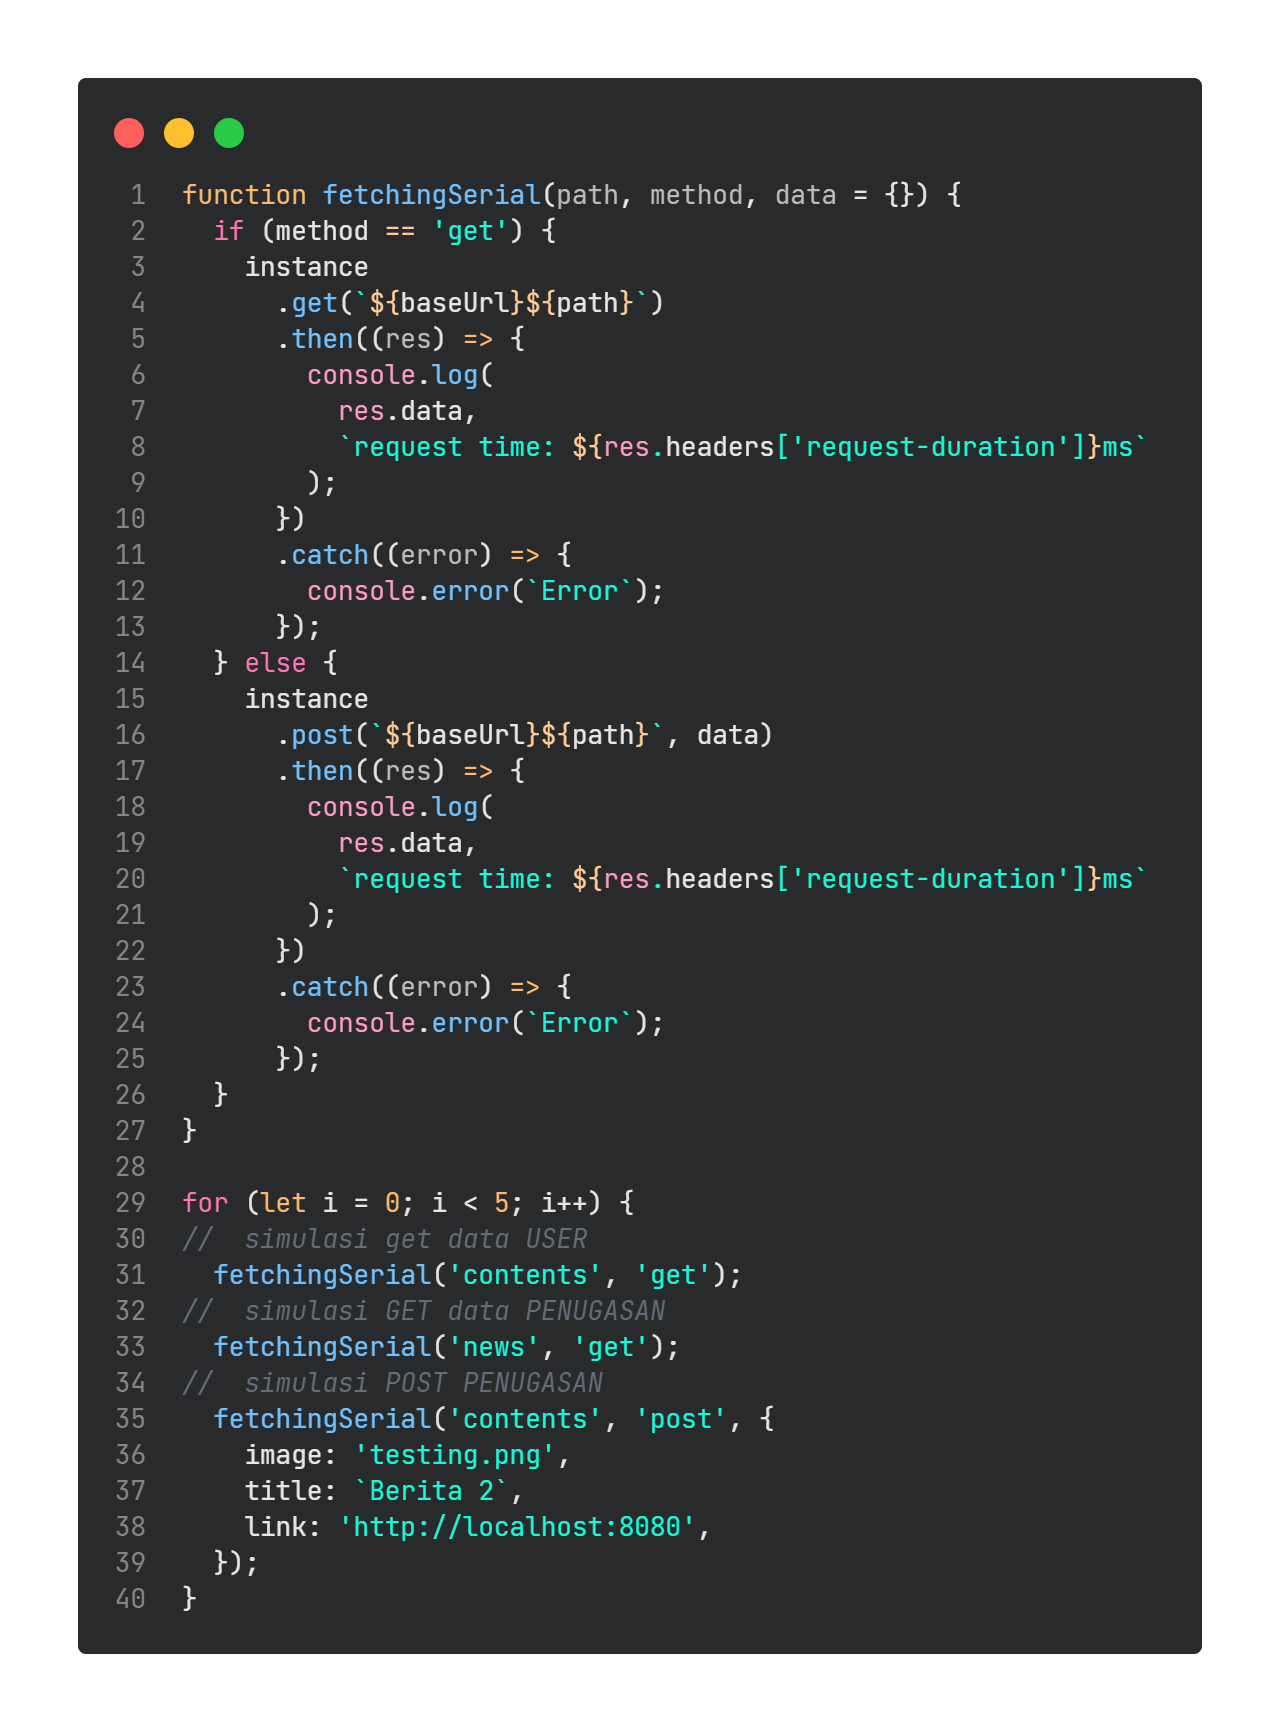 1 function fetchingSerial(path, method, data = {}) {
2   if (method == 'get') {
3     instance
4       .get(`${baseUrl}${path}`)
5       .then((res) => {
6         console.log(
7           res.data,
8           `request time: ${res.headers['request-duration']}ms`
9         );
10       })
11       .catch((error) => {
12         console.error(`Error`);
13       });
14   } else {
15     instance
16       .post(`${baseUrl}${path}`, data)
17       .then((res) => {
18         console.log(
19           res.data,
20           `request time: ${res.headers['request-duration']}ms`
21         );
22       })
23       .catch((error) => {
24         console.error(`Error`);
25       });
26   }
27 }
28
29 for (let i = 0; i < 5; i++) {
30 //  simulasi get data USER
31   fetchingSerial('contents', 'get');
32 //  simulasi GET data PENUGASAN
33   fetchingSerial('news', 'get');
34 //  simulasi POST PENUGASAN
35   fetchingSerial('contents', 'post', {
36     image: 'testing.png',
37     title: `Berita 2`,
38     link: 'http://localhost:8080',
39   });
40 }